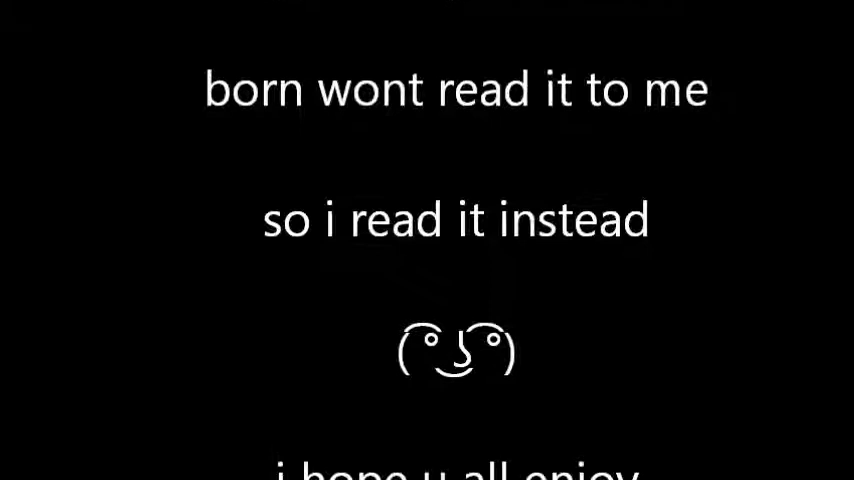 born wont read it to me
so i read it instead
( ͡° ͜ʖ ͡°)
i hope u all enjoy